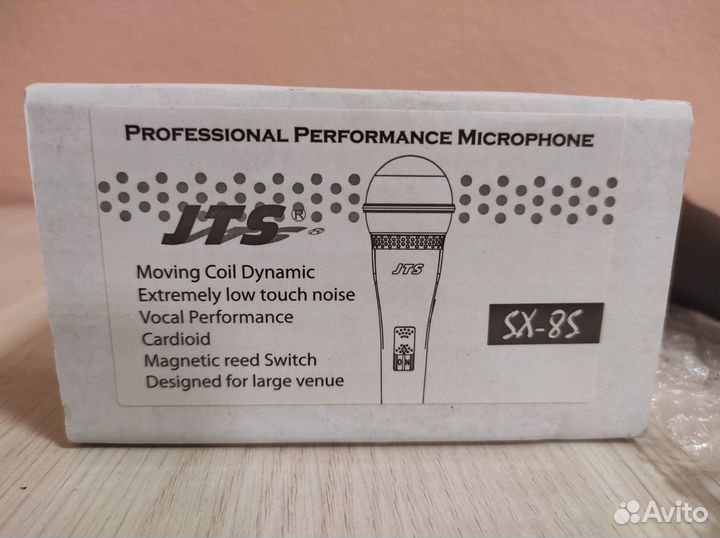 PROFESSIONAL PERFORMANCE MICROPHONE
JTS®
JTS
Moving Coil Dynamic
Extremely low touch noise
Vocal Performance
Cardioid
Magnetic reed Switch
Designed for large venue
ON
SX-8S
Avito